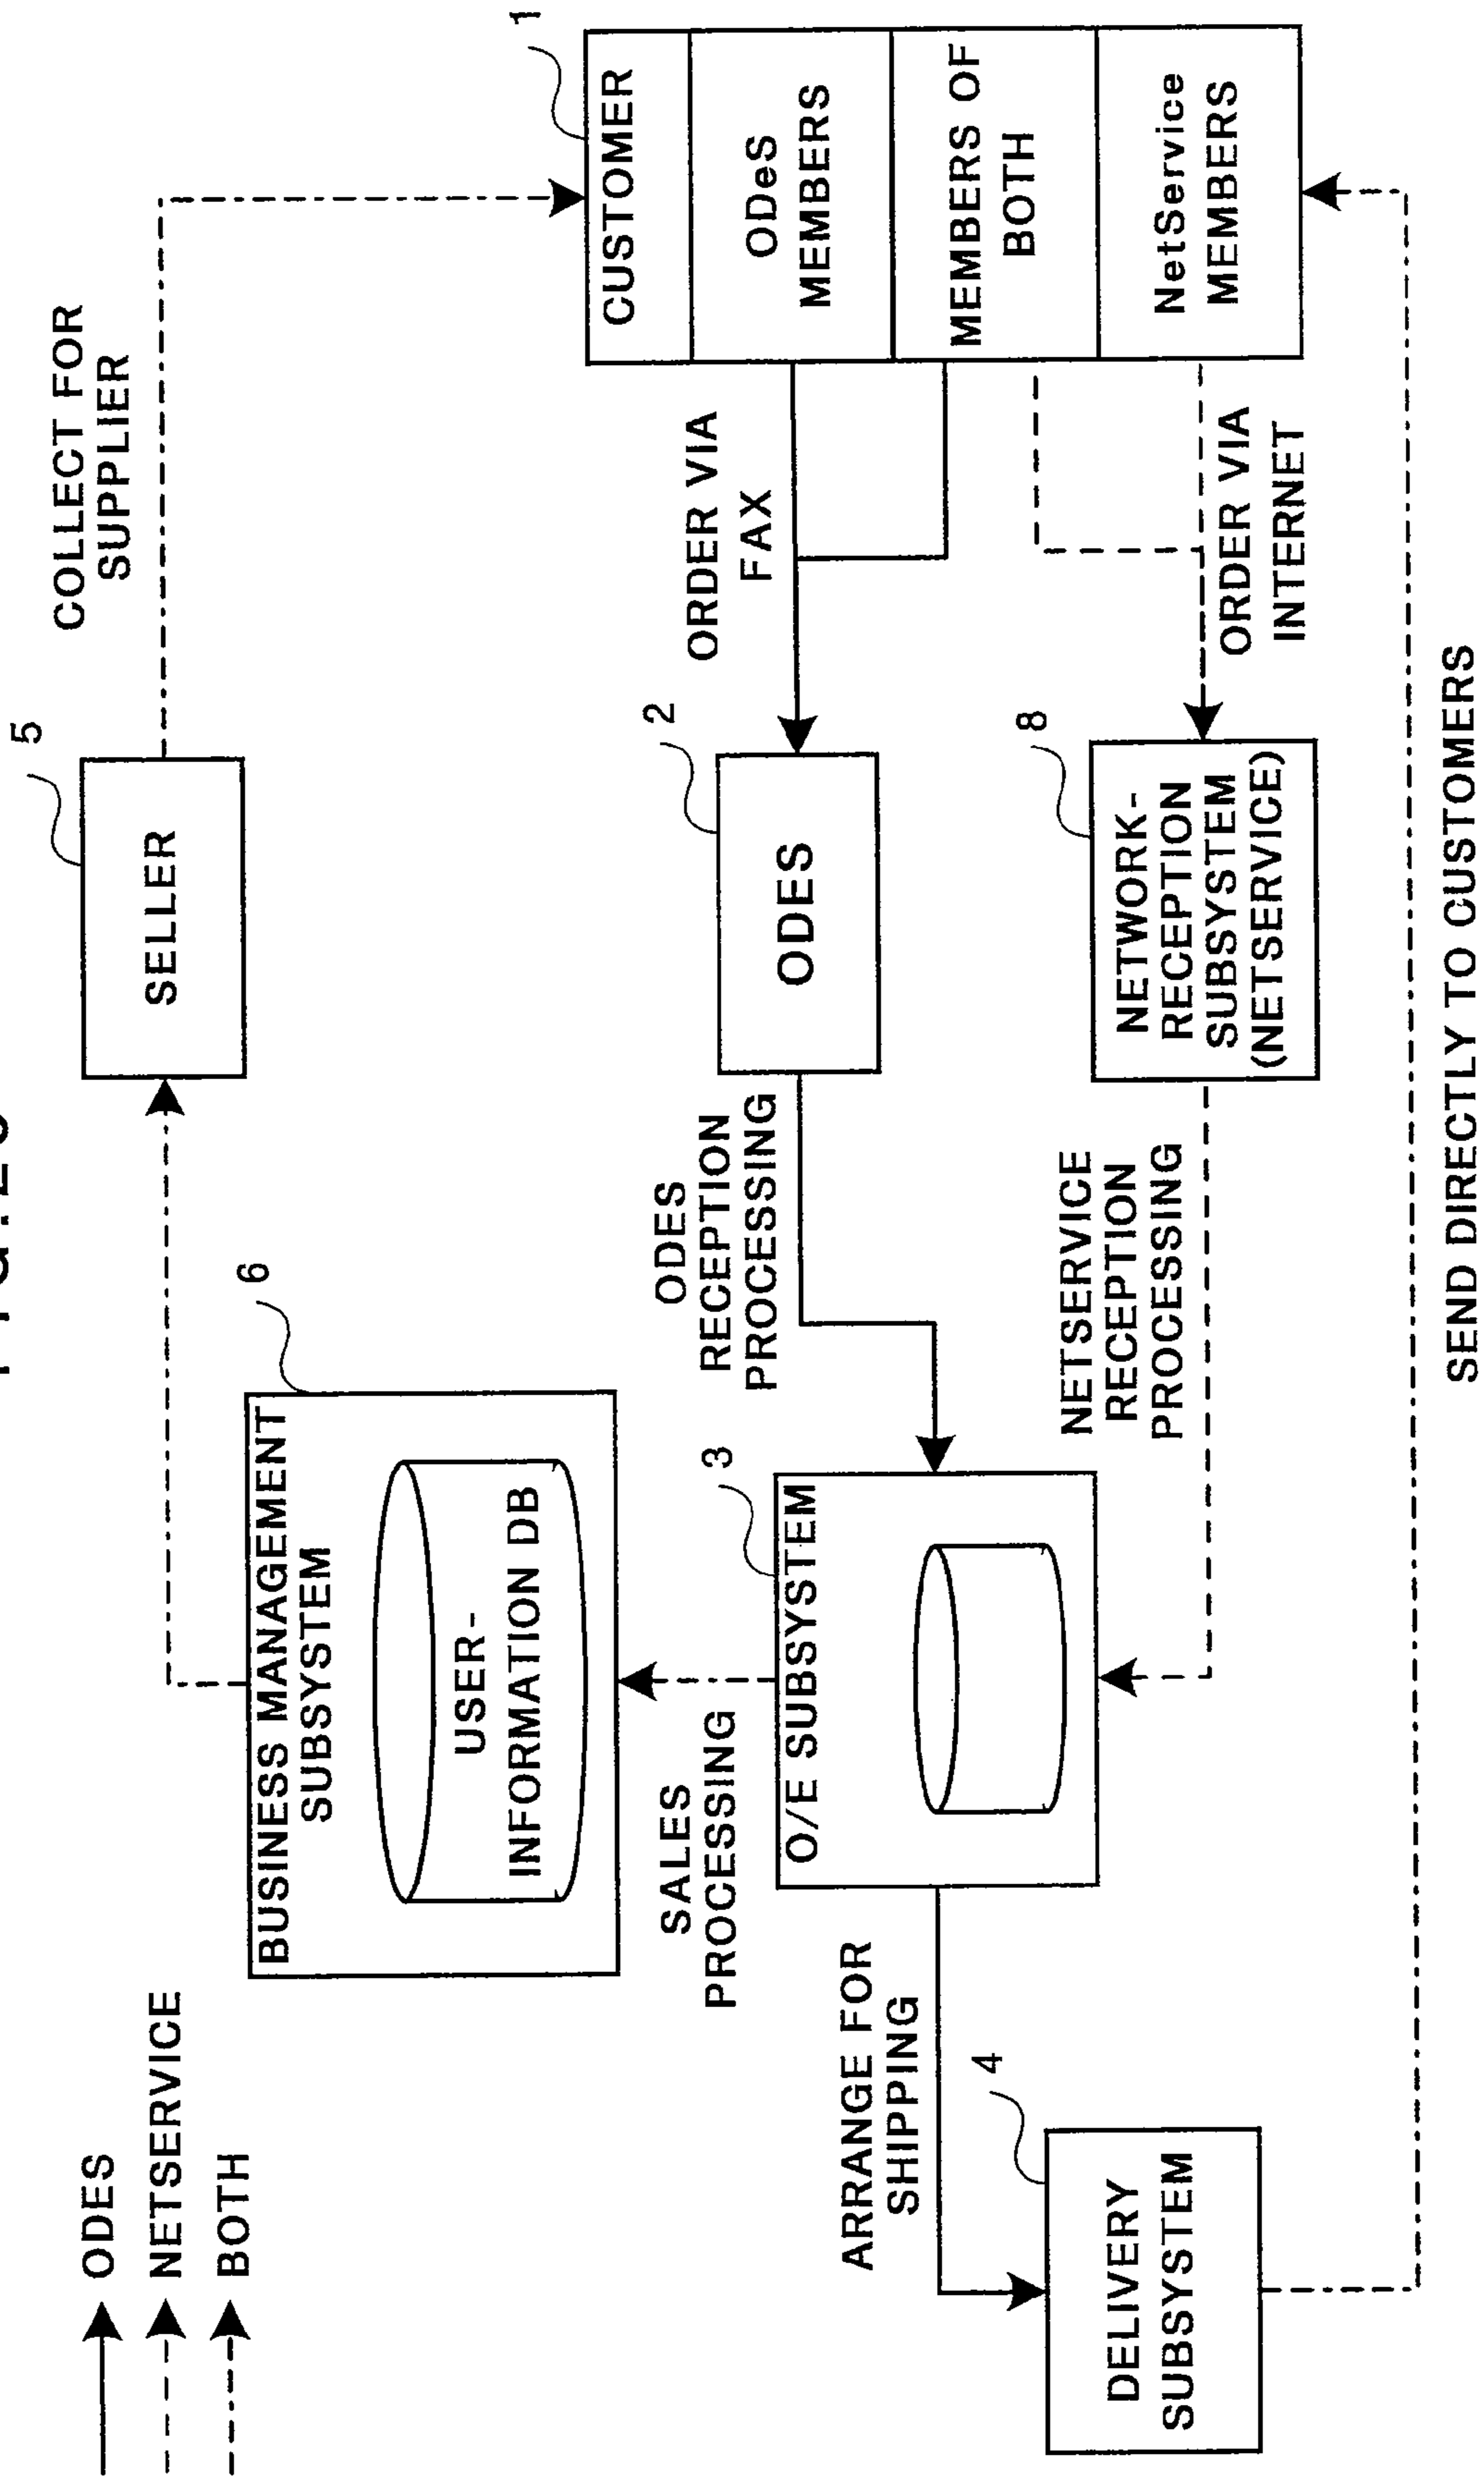 ODES
NETSERVICE
BOTH
5
SELLER
COLLECT FOR
SUPPLIER
6
BUSINESS MANAGEMENT
SUBSYSTEM
USER-
INFORMATION DB
1
CUSTOMER
ODeS
MEMBERS
MEMBERS OF
BOTH
NetService
MEMBERS
SALES
PROCESSING
3
O/E SUBSYSTEM
ODES
RECEPTION
PROCESSING
2
ODES
ORDER VIA
FAX
ARRANGE FOR
SHIPPING
4
DELIVERY
SUBSYSTEM
NETSERVICE
RECEPTION
PROCESSING
8
NETWORK-
RECEPTION
SUBSYSTEM
(NETSERVICE)
ORDER VIA
INTERNET
SEND DIRECTLY TO CUSTOMERS